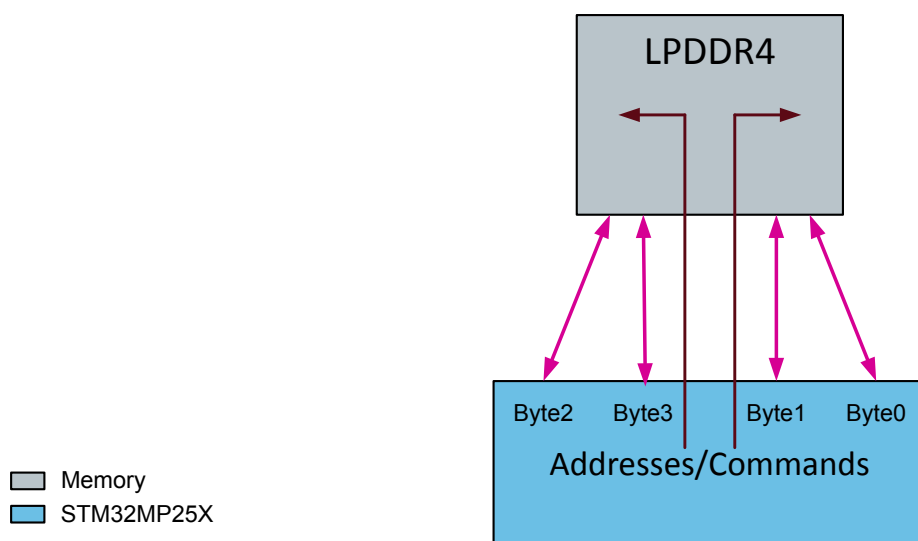 LPDDR4
Byte2 Byte3 Byte1 Byte0
Addresses/Commands
Memory
STM32MP25X